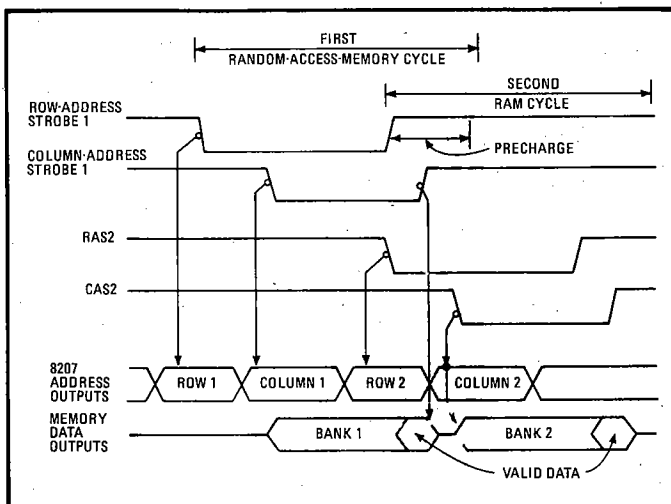 FIRST
RANDOM-ACCESS-MEMORY CYCLE
SECOND
RAM CYCLE
ROW-ADDRESS
STROBE 1
PRECHARGE
COLUMN-ADDRESS
STROBE 1
RAS2
CAS2
8207
ADDRESS
OUTPUTS
ROW 1
COLUMN 1
ROW 2
COLUMN 2
MEMORY
DATA
OUTPUTS
BANK 1
BANK 2
VALID DATA